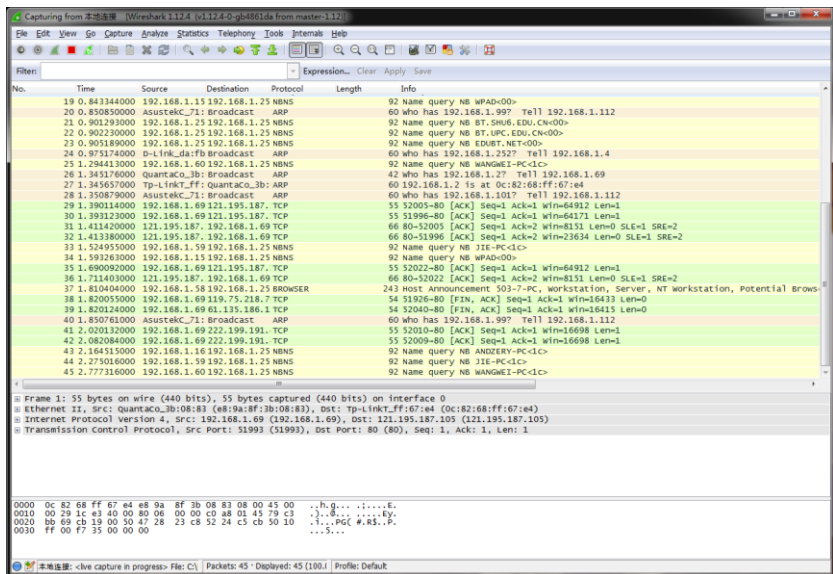 Capturing from 本地连接 [Wireshark 1.12.4 (v1.12.4-0-gb4861da from master-1.12)]
File Edit View Go Capture Analyze Statistics Telephony Tools Internals Help
Filter: Expression... Clear Apply Save
No. Time Source Destination Protocol Length Info
19 0.843344000 192.168.1.15 192.168.1.25 NBNS 92 Name query NB WPAD<00>
20 0.850850000 AsustekC_71: Broadcast ARP 60 who has 192.168.1.99? Tell 192.168.1.112
21 0.901293000 192.168.1.15 192.168.1.25 NBNS 92 Name query NB BT.SHU6.EDU.CN<00>
22 0.902230000 192.168.1.15 192.168.1.25 NBNS 92 Name query NB BT.UPC.EDU.CN<00>
23 0.905189000 192.168.1.15 192.168.1.25 NBNS 92 Name query NB EDUBT.NET<00>
24 0.975174000 D-Link_da:fb Broadcast ARP 60 who has 192.168.1.252? Tell 192.168.1.4
25 1.294413000 192.168.1.60 192.168.1.25 NBNS 92 Name query NB WANGWEI-PC<1c>
26 1.345176000 QuantaCo_3b: Broadcast ARP 42 who has 192.168.1.2? Tell 192.168.1.69
27 1.345657000 Tp-LinkT_ff: QuantaCo_3b: ARP 60 192.168.1.2 is at 0c:82:68:ff:67:e4
28 1.350879000 AsustekC_71: Broadcast ARP 60 who has 192.168.1.101? Tell 192.168.1.112
29 1.390114000 192.168.1.69 121.195.187. TCP 55 52005→80 [ACK] Seq=1 Ack=1 Win=64912 Len=1
30 1.393123000 192.168.1.69 121.195.187. TCP 55 51996→80 [ACK] Seq=1 Ack=1 Win=64171 Len=1
31 1.411420000 121.195.187. 192.168.1.69 TCP 66 80→52005 [ACK] Seq=1 Ack=2 Win=8151 Len=0 SLE=1 SRE=2
32 1.413380000 121.195.187. 192.168.1.69 TCP 66 80→51996 [ACK] Seq=1 Ack=2 Win=23634 Len=0 SLE=1 SRE=2
33 1.524955000 192.168.1.59 192.168.1.25 NBNS 92 Name query NB JIE-PC<1c>
34 1.593263000 192.168.1.15 192.168.1.25 NBNS 92 Name query NB WPAD<00>
35 1.690092000 192.168.1.69 121.195.187. TCP 55 52022→80 [ACK] Seq=1 Ack=1 Win=64912 Len=1
36 1.711403000 121.195.187. 192.168.1.69 TCP 66 80→52022 [ACK] Seq=1 Ack=2 Win=8151 Len=0 SLE=1 SRE=2
37 1.810404000 192.168.1.58 192.168.1.25 BROWSER 243 Host Announcement 503-7-PC, Workstation, Server, NT Workstation, Potential Brows
38 1.820055000 192.168.1.69 119.75.218.7 TCP 54 51926→80 [FIN, ACK] Seq=1 Ack=1 Win=16433 Len=0
39 1.820124000 192.168.1.69 61.135.186.1 TCP 54 52040→80 [FIN, ACK] Seq=1 Ack=1 Win=16415 Len=0
40 1.850761000 AsustekC_71: Broadcast ARP 60 who has 192.168.1.99? Tell 192.168.1.112
41 2.020132000 192.168.1.69 222.199.191. TCP 55 52010→80 [ACK] Seq=1 Ack=1 Win=16698 Len=1
42 2.082084000 192.168.1.69 222.199.191. TCP 55 52009→80 [ACK] Seq=1 Ack=1 Win=16698 Len=1
43 2.164515000 192.168.1.16 192.168.1.25 NBNS 92 Name query NB ANDZERY-PC<1c>
44 2.275016000 192.168.1.59 192.168.1.25 NBNS 92 Name query NB JIE-PC<1c>
45 2.777316000 192.168.1.60 192.168.1.25 NBNS 92 Name query NB WANGWEI-PC<1c>
Frame 1: 55 bytes on wire (440 bits), 55 bytes captured (440 bits) on interface 0
Ethernet II, Src: QuantaCo_3b:08:83 (e8:9a:8f:3b:08:83), Dst: Tp-LinkT_ff:67:e4 (0c:82:68:ff:67:e4)
Internet Protocol Version 4, Src: 192.168.1.69 (192.168.1.69), Dst: 121.195.187.105 (121.195.187.105)
Transmission Control Protocol, Src Port: 51993 (51993), Dst Port: 80 (80), Seq: 1, Ack: 1, Len: 1
0000 0c 82 68 ff 67 e4 e8 9a 8f 3b 08 83 08 00 45 00 ..h.g... .;....E.
0010 00 29 1c e3 40 00 80 06 00 00 c0 a8 01 45 79 c3 .)..@... .....Ey.
0020 bb 69 cb 19 00 50 47 28 23 c8 52 24 c5 cb 50 10 .i...PG( #.R$..P.
0030 ff 00 f7 35 00 00 00 ...5...
本地连接: <live capture in progress> File: C:\ Packets: 45 · Displayed: 45 (100.( Profile: Default